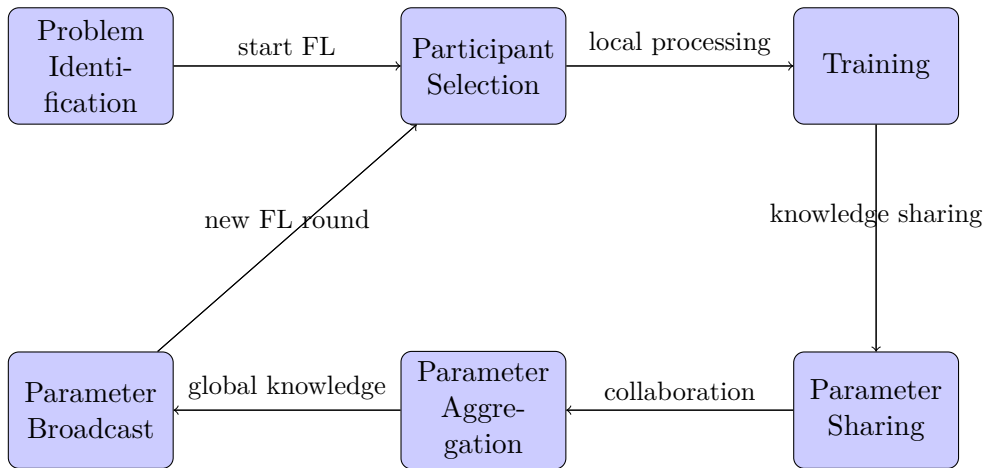 Problem
Identi-
fication
start FL
Participant
Selection
local processing
Training
new FL round
knowledge sharing
Parameter
Broadcast
global knowledge
Parameter
Aggre-
gation
collaboration
Parameter
Sharing